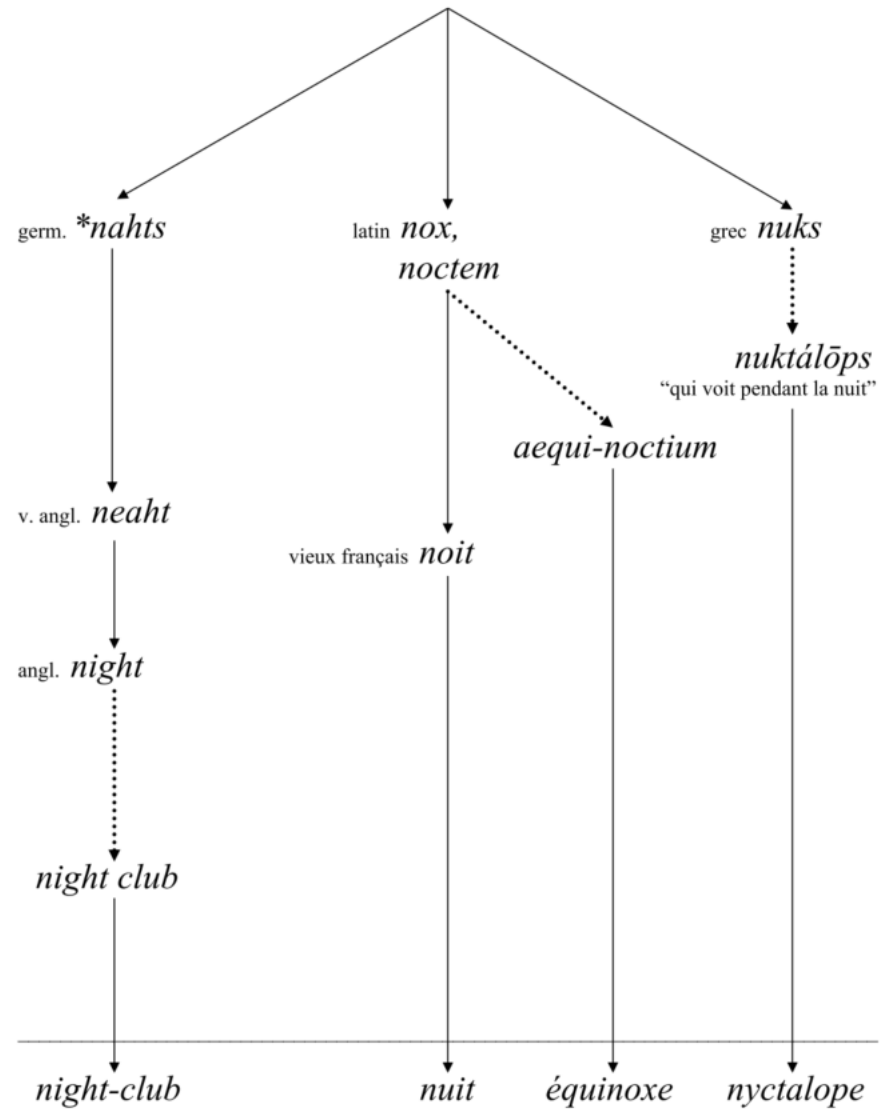 germ. *nahts
latin nox,
noctem
grec nuks
nuktálōps
“qui voit pendant la nuit”
aequi-noctium
v. angl. neaht
vieux français noit
angl. night
night club
night-club
nuit
équinoxe
nyctalope